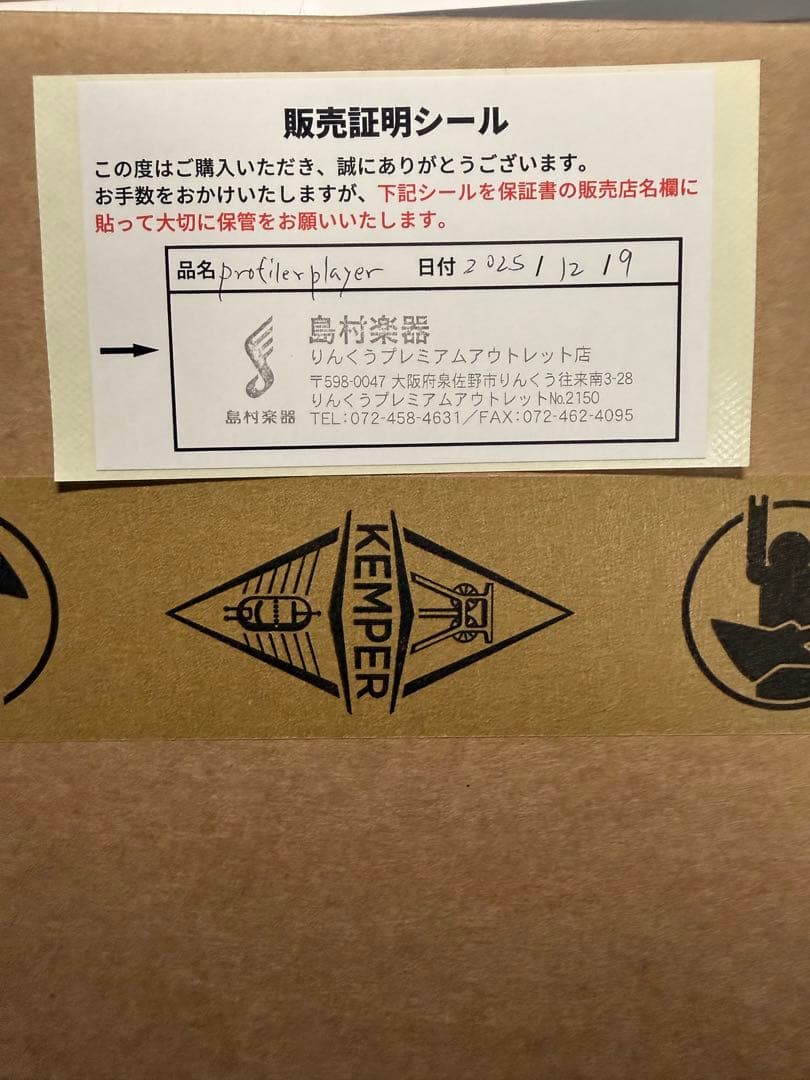 販売証明シール
この度はご購入いただき、誠にありがとうございます。
お手数をおかけいたしますが、下記シールを保証書の販売店名欄に
貼って大切に保管をお願いいたします。
品名 profiler player 日付 2025/12/19
島村楽器
りんくうプレミアムアウトレット店
〒598-0047 大阪府泉佐野市りんくう往来南3-28
りんくうプレミアムアウトレット№2150
島村楽器 TEL:072-458-4631/FAX:072-462-4095
KEMPER